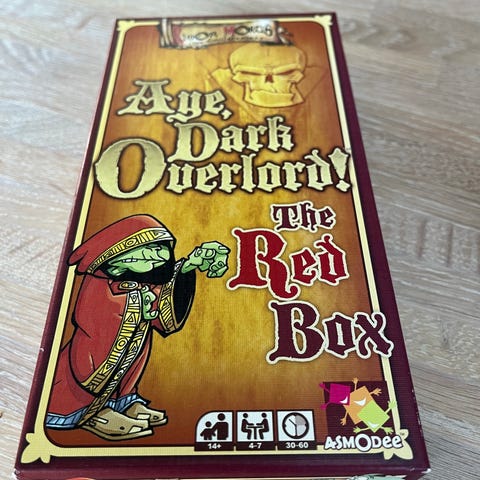 Aye,
Dark
Overlord!
The
Red
Box
14+
4-7
30-60
ASMODee